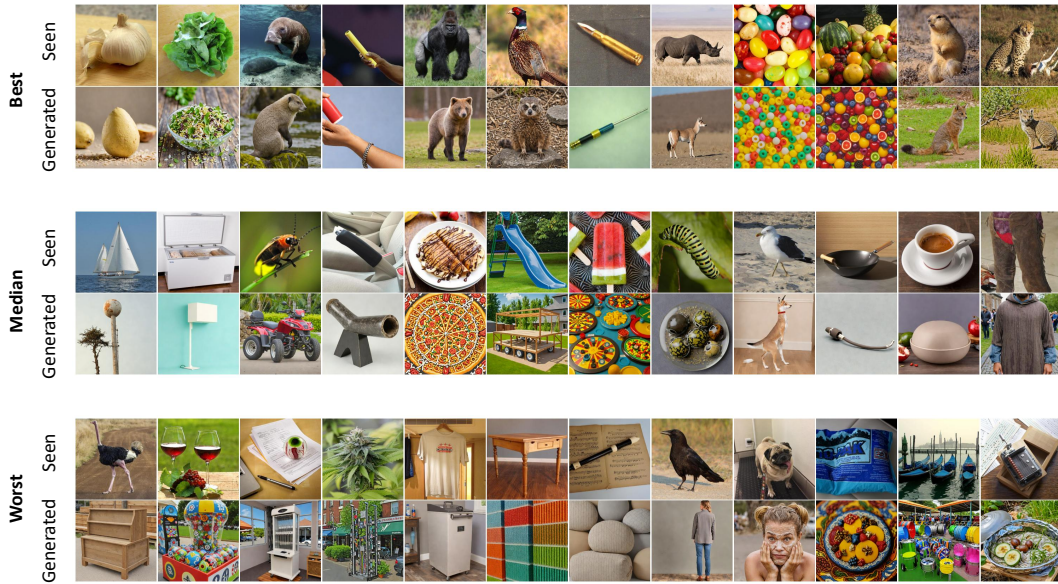 Best
Seen
Generated
Median
Seen
Generated
Worst
Seen
Generated